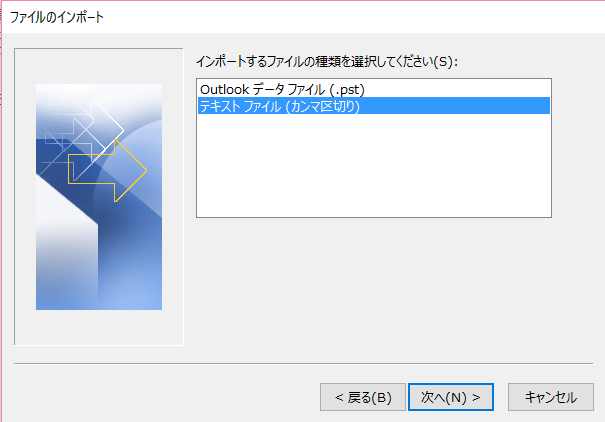 ファイルのインポート
インポートするファイルの種類を選択してください(S):
Outlook データ ファイル (.pst)
テキスト ファイル (カンマ区切り)
< 戻る(B)
次へ(N) >
キャンセル